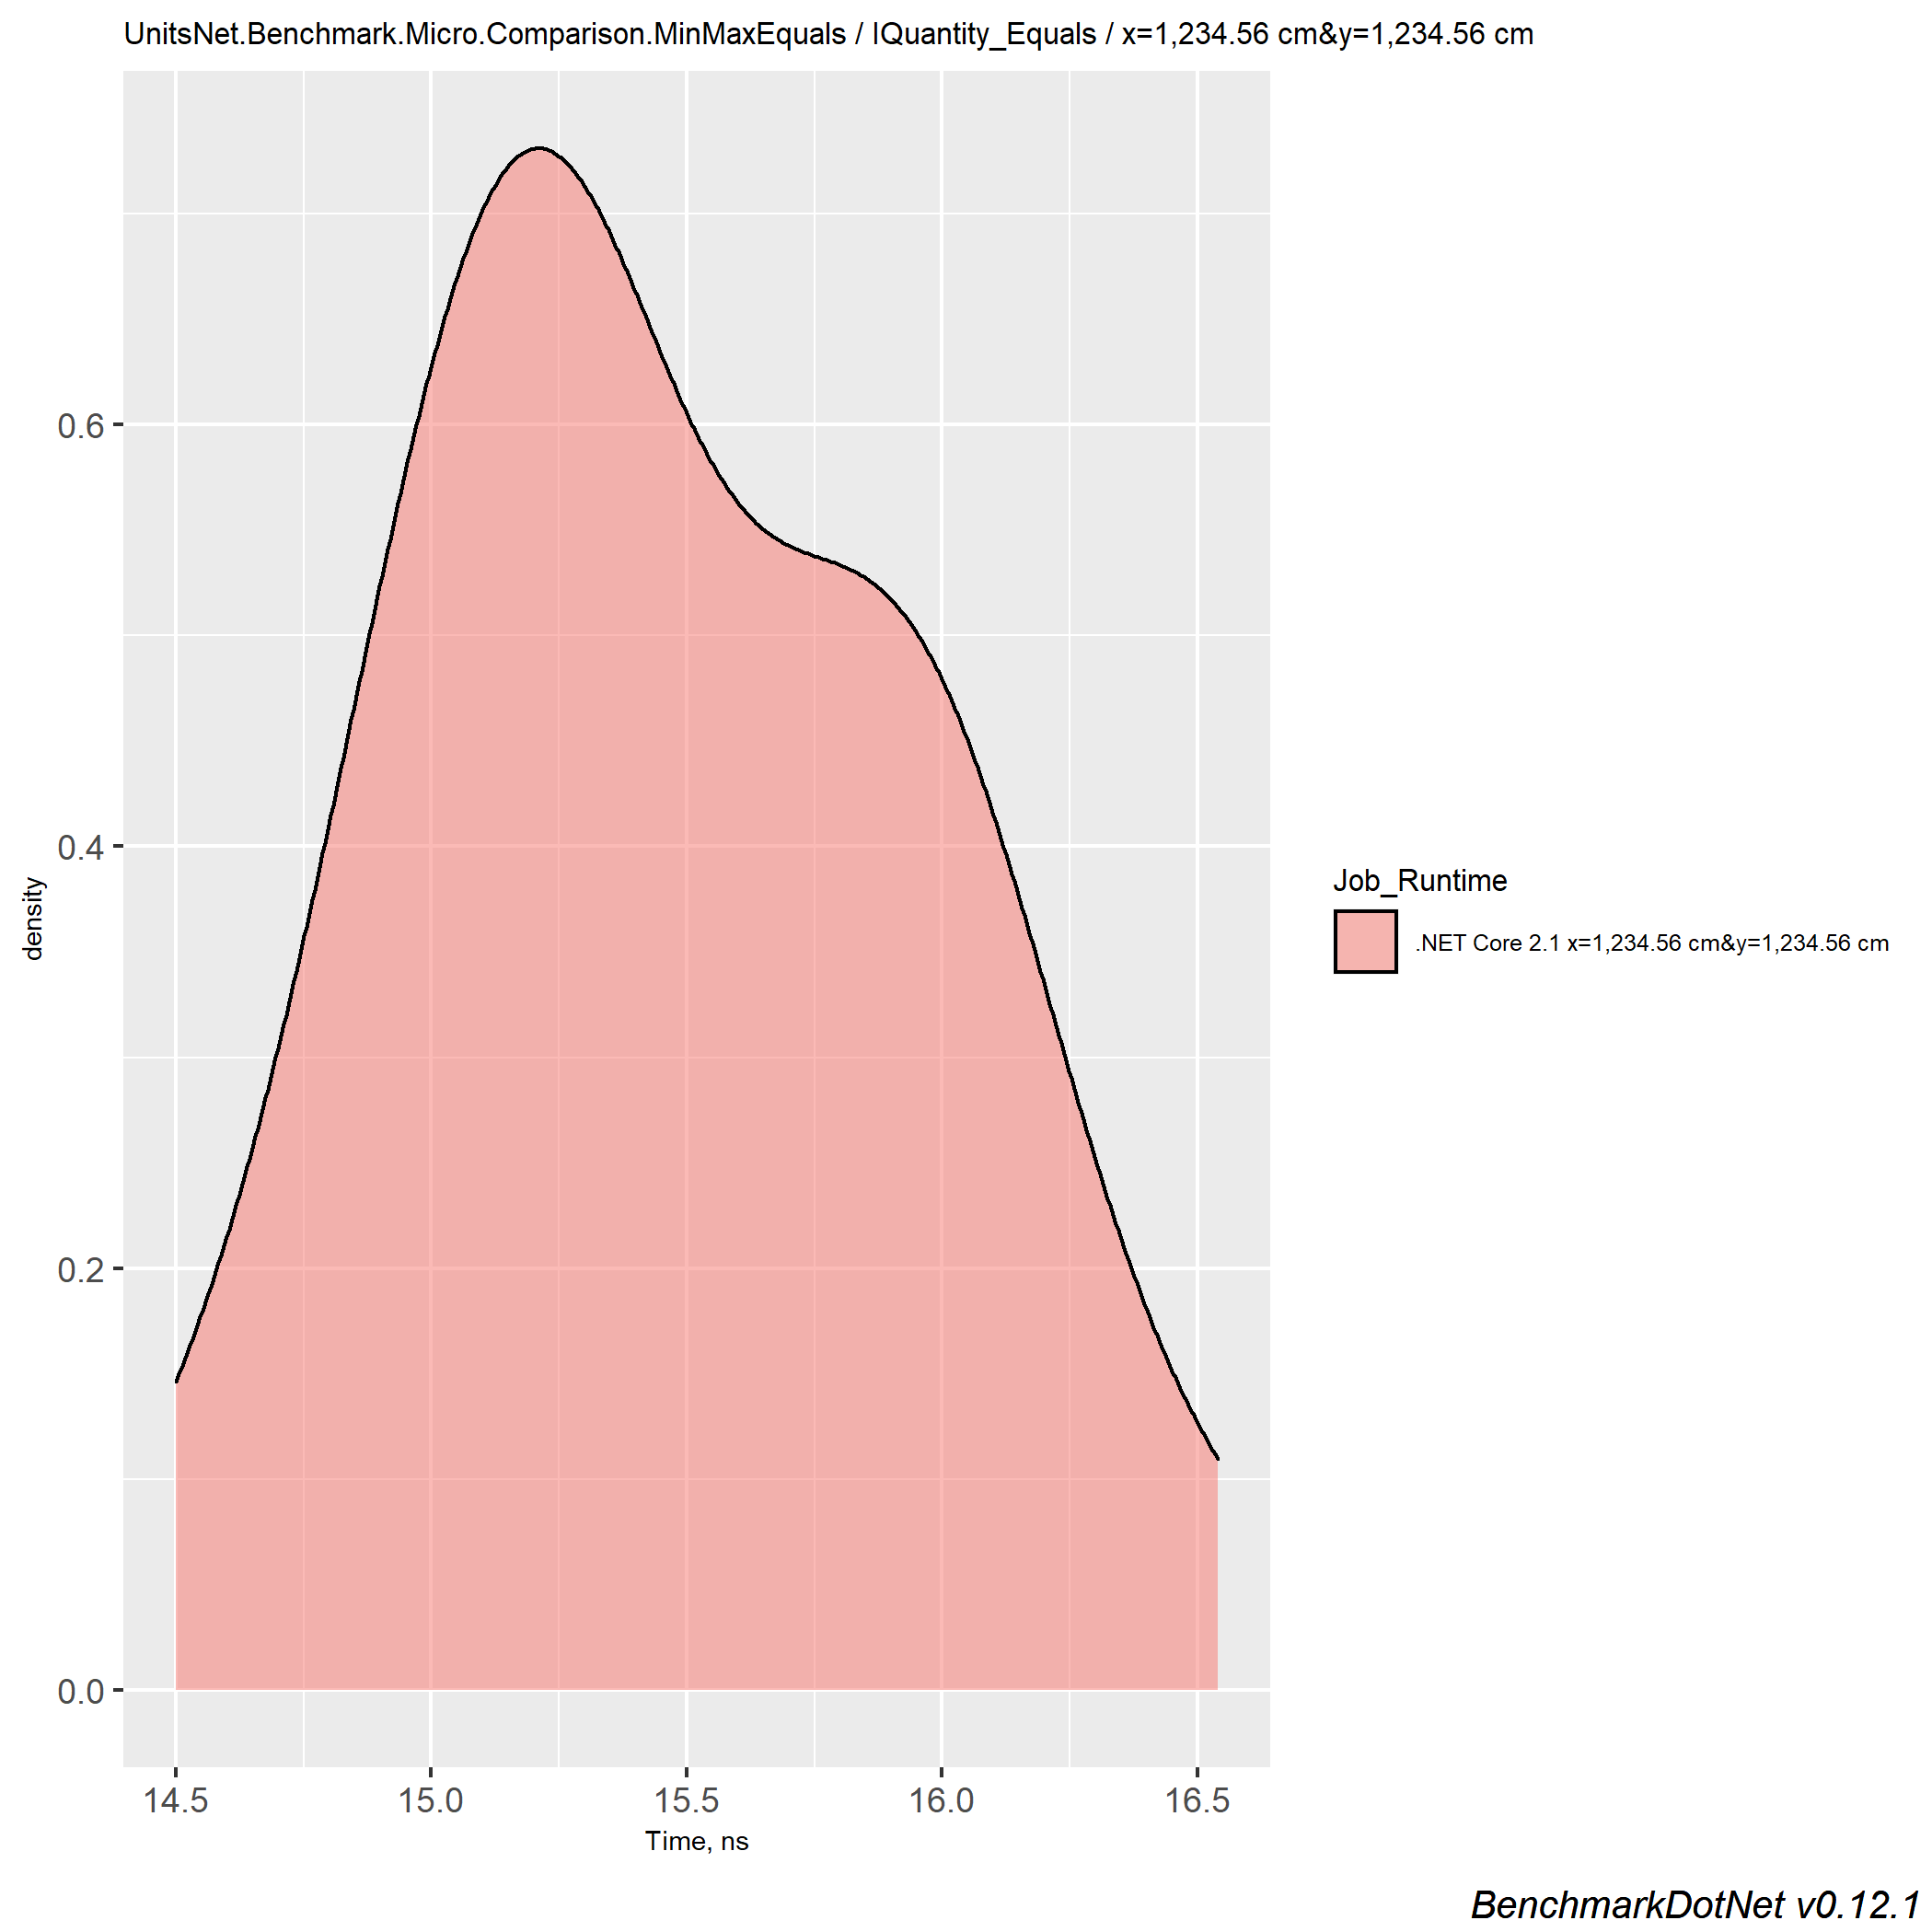 UnitsNet.Benchmark.Micro.Comparison.MinMaxEquals / IQuantity_Equals / x=1,234.56 cm&y=1,234.56 cm
0.6
0.4
0.2
0.0
density
14.5 15.0 15.5 16.0 16.5
Time, ns
Job_Runtime
.NET Core 2.1 x=1,234.56 cm&y=1,234.56 cm
BenchmarkDotNet v0.12.1